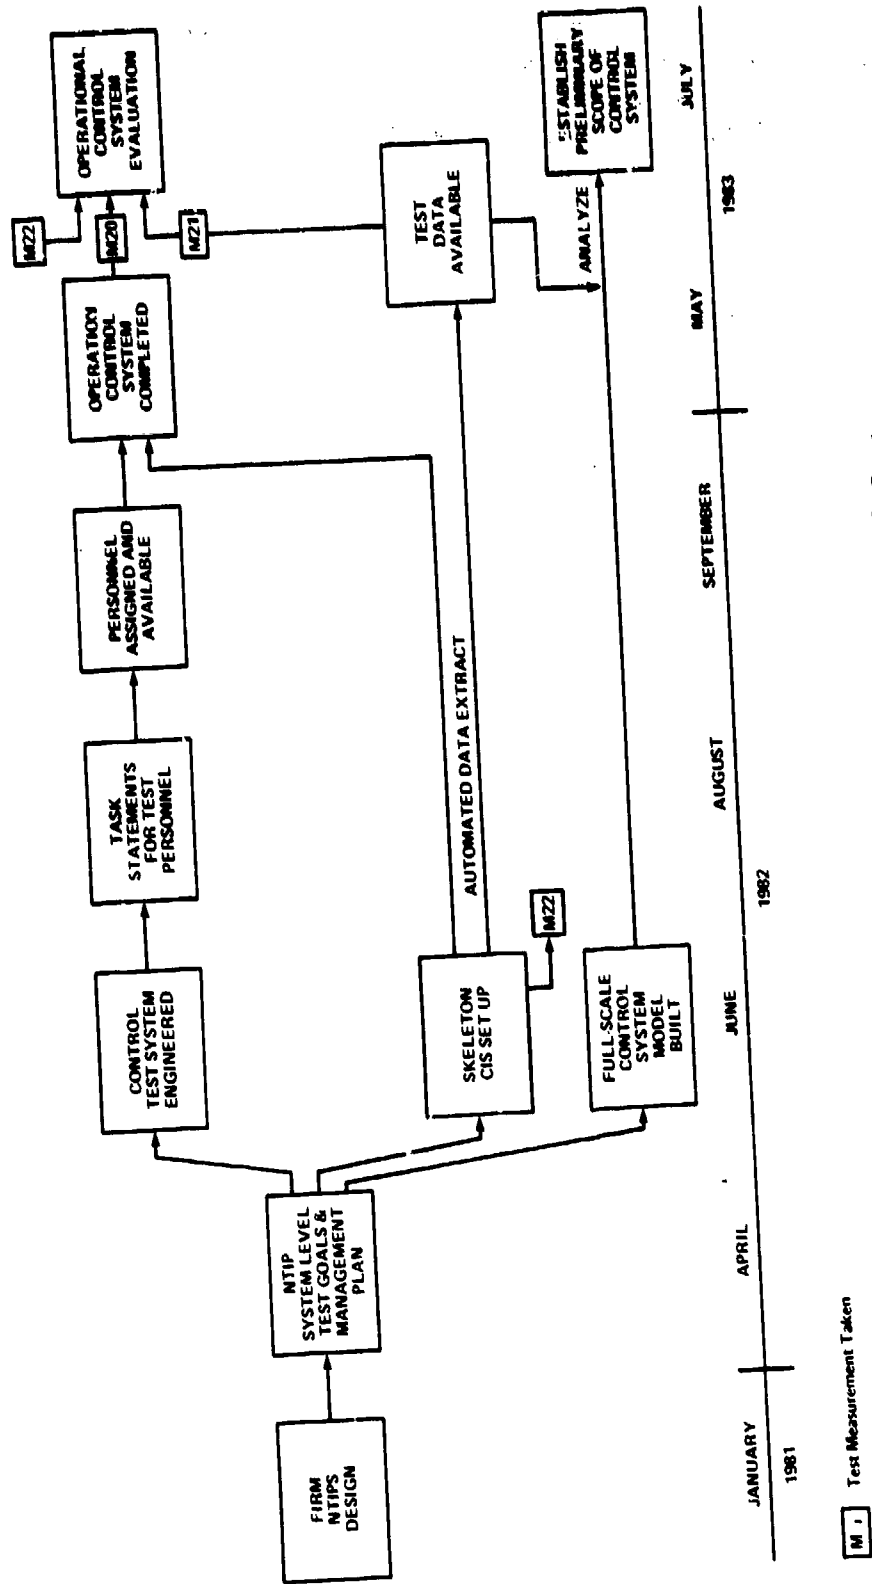 FIRM
NTIPS
DESIGN
NTIP
SYSTEM LEVEL
TEST GOALS &
MANAGEMENT
PLAN
CONTROL
TEST SYSTEM
ENGINEERED
TASK
STATEMENTS
FOR TEST
PERSONNEL
PERSONNEL
ASSIGNED AND
AVAILABLE
OPERATION
CONTROL
SYSTEM
COMPLETED
M22
M20
M21
OPERATIONAL
CONTROL
SYSTEM
EVALUATION
SKELETON
CIS SET UP
M22
AUTOMATED DATA EXTRACT
TEST
DATA
AVAILABLE
FULL-SCALE
CONTROL
SYSTEM
MODEL
BUILT
ANALYZE
ESTABLISH
PRELIMINARY
SCOPE OF
CONTROL
SYSTEM
JANUARY
APRIL
JUNE
AUGUST
SEPTEMBER
MAY
JULY
1981
1982
1983
M
Test Measurement Taken